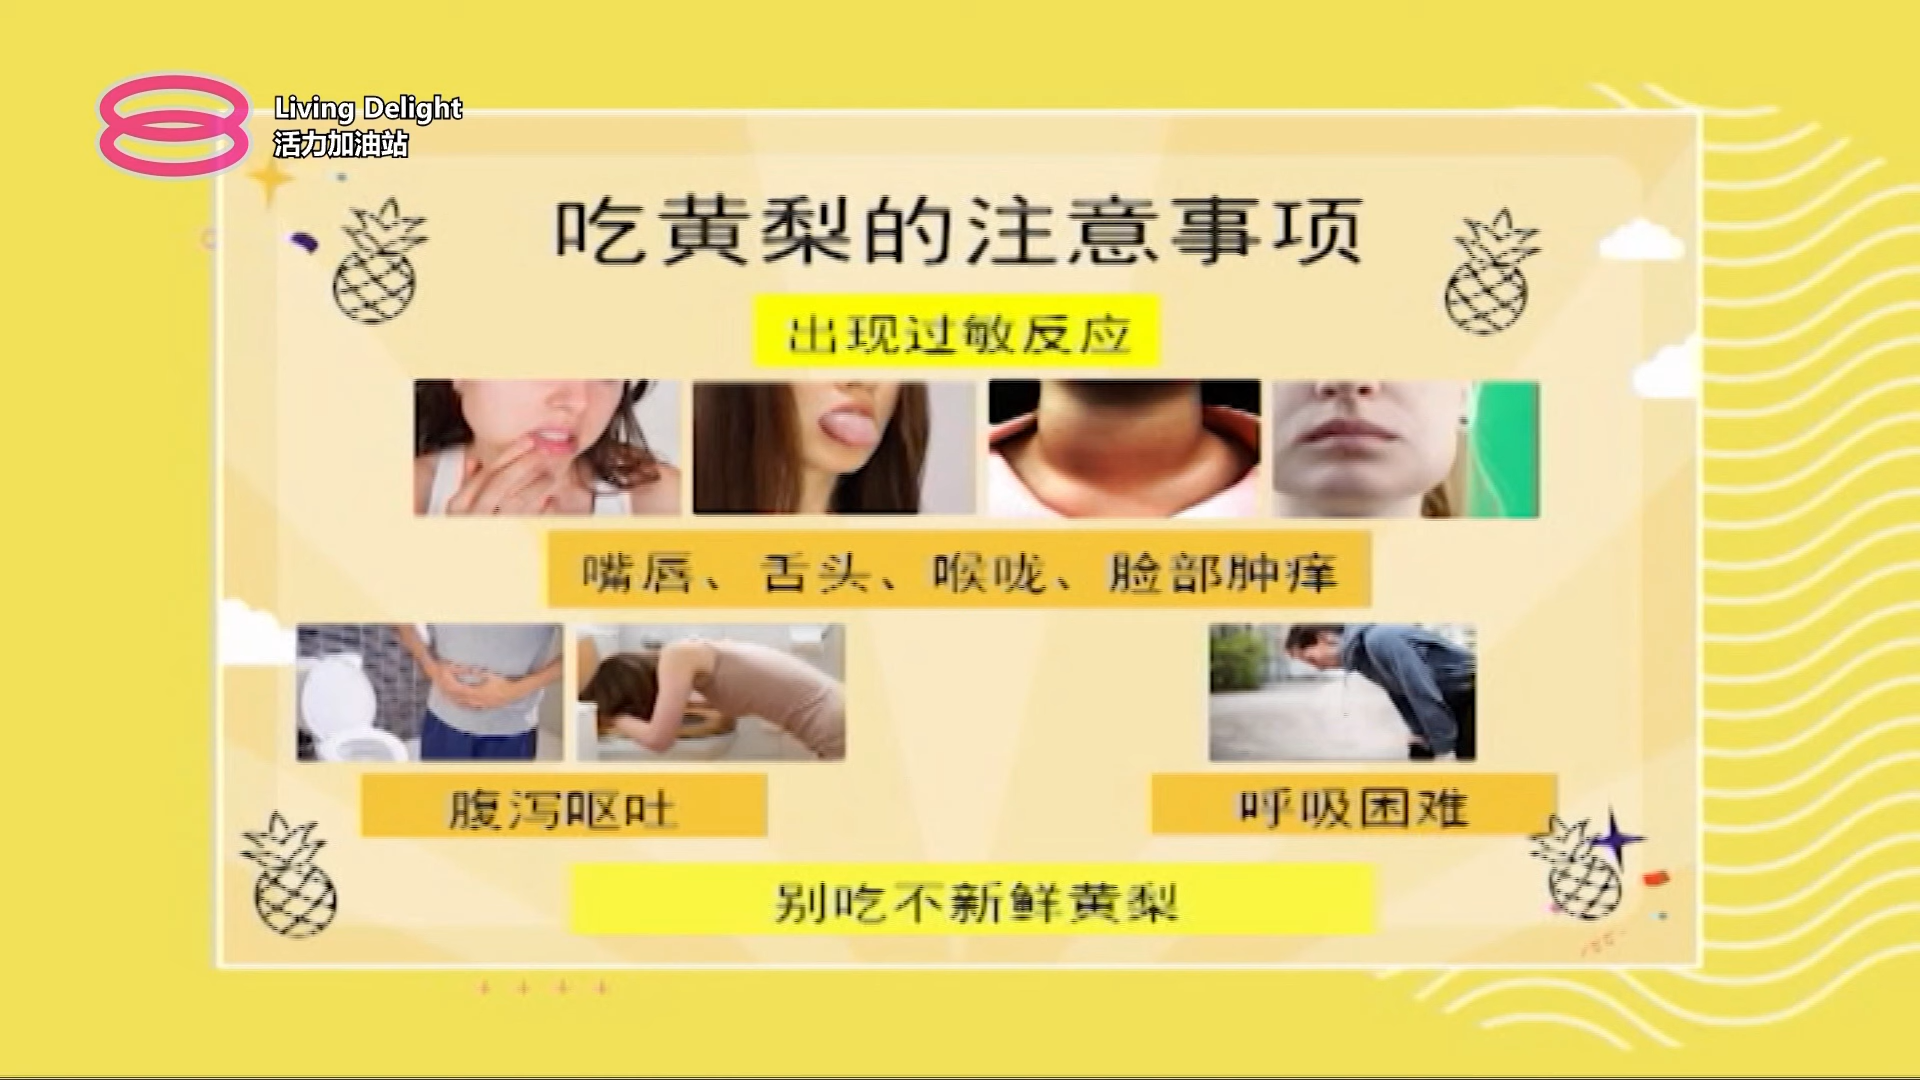 Living Delight
活力加油站
吃黄梨的注意事项
出现过敏反应
嘴唇、舌头、喉咙、脸部肿痒
腹泻呕吐
呼吸困难
别吃不新鲜黄梨